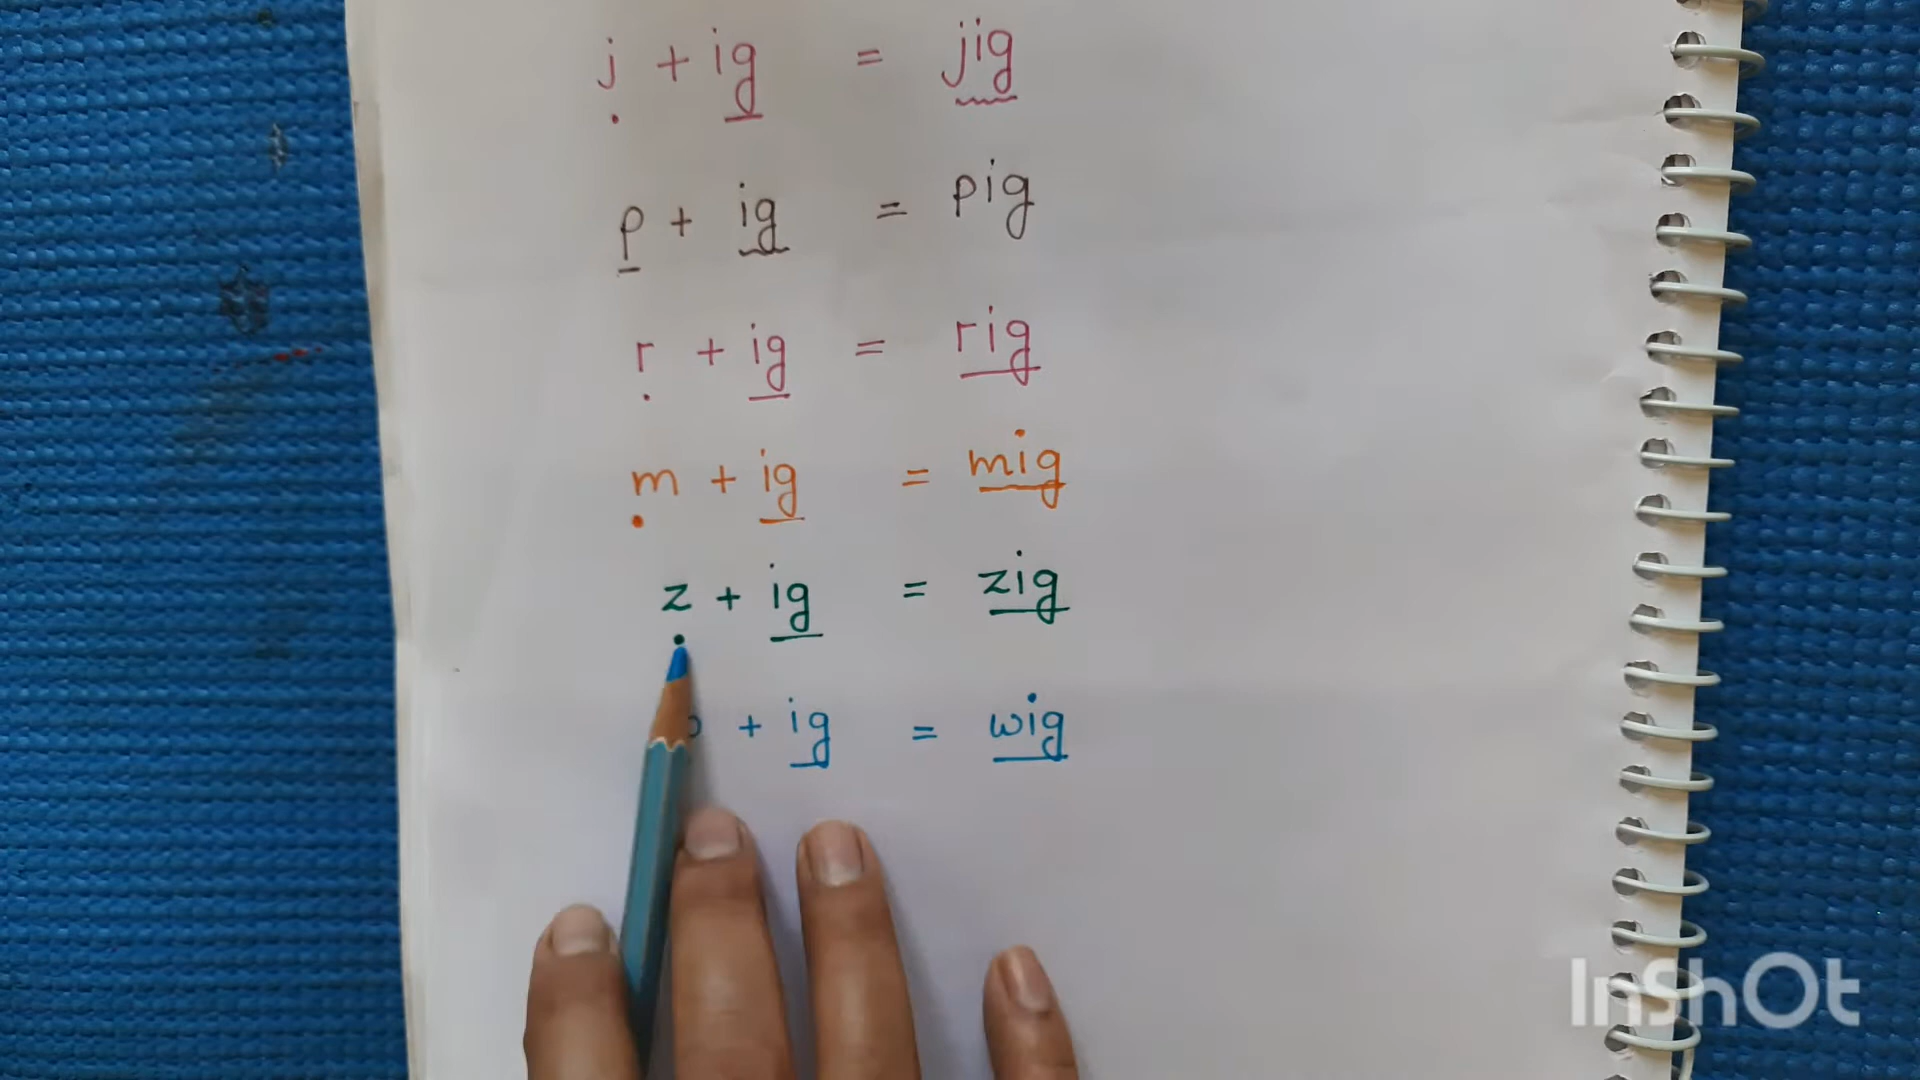 j + ig = jig
p + ig = pig
r + ig = rig
m + ig = mig
z + ig = zig
+ ig = wig
InShOt